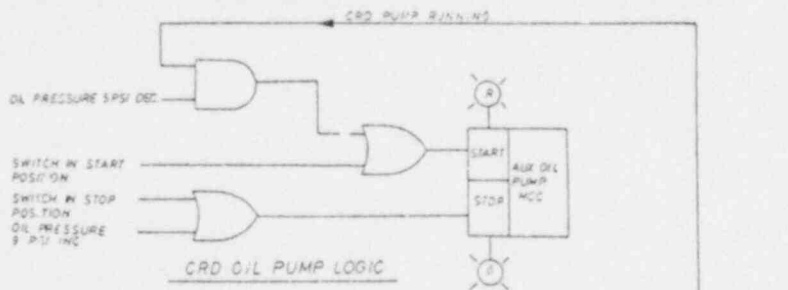 CRD PUMP RUNNING
OIL PRESSURE 5PSI DEC.
R
SWITCH IN START
POSITION
START
AUX OIL
PUMP
MCC
SWITCH IN STOP
POSITION
STOP
OIL PRESSURE
9 PSI INC
CRD OIL PUMP LOGIC